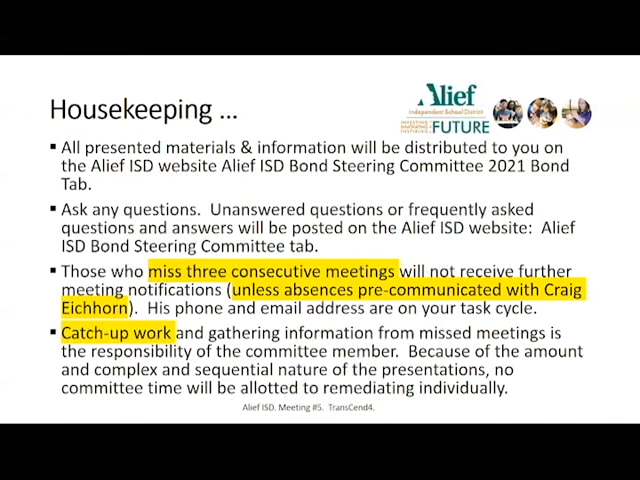 Housekeeping ...
Alief
Independent School District
INVESTING
INNOVATING
INSPIRING
FUTURE
▪ All presented materials & information will be distributed to you on
the Alief ISD website Alief ISD Bond Steering Committee 2021 Bond
Tab.
▪ Ask any questions.  Unanswered questions or frequently asked
questions and answers will be posted on the Alief ISD website:  Alief
ISD Bond Steering Committee tab.
▪ Those who miss three consecutive meetings will not receive further
meeting notifications (unless absences pre-communicated with Craig
Eichhorn).  His phone and email address are on your task cycle.
▪ Catch-up work and gathering information from missed meetings is
the responsibility of the committee member.  Because of the amount
and complex and sequential nature of the presentations, no
committee time will be allotted to remediating individually.
Alief ISD. Meeting #5.  TransCend4.